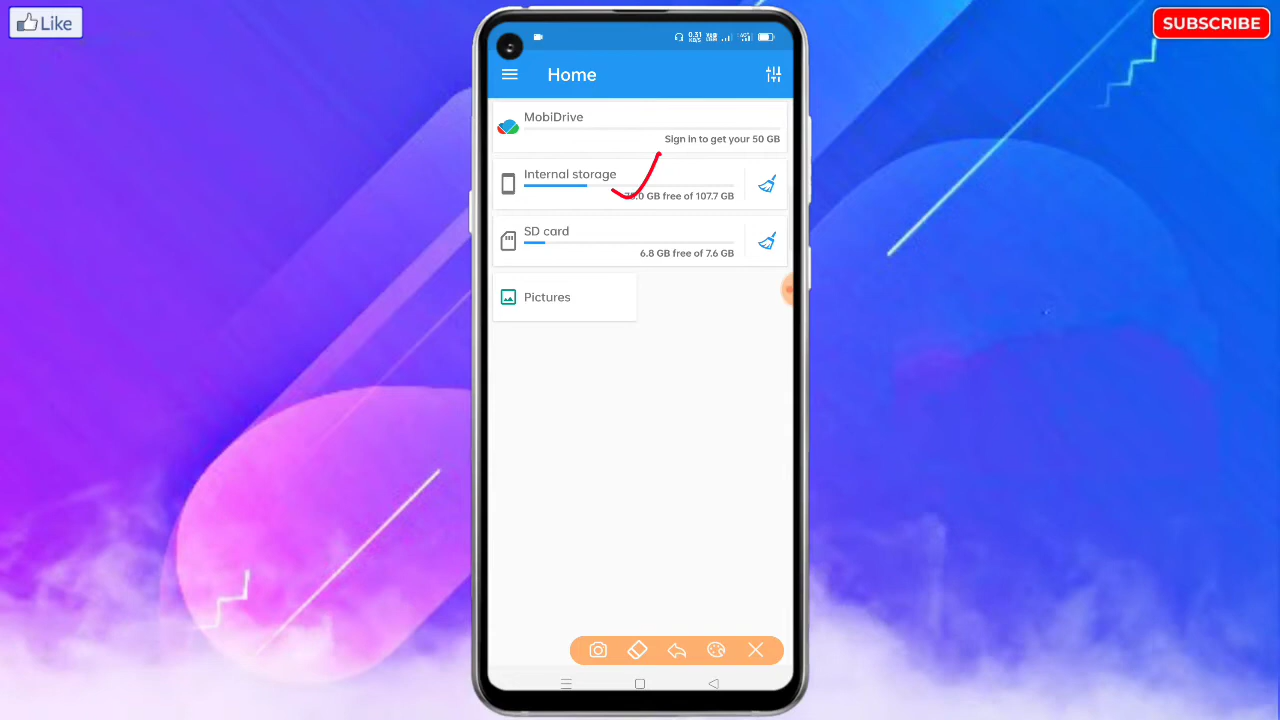 Like
SUBSCRIBE
Home
MobiDrive
Sign in to get your 50 GB
Internal storage
GB free of 107.7 GB
SD card
6.8 GB free of 7.6 GB
Pictures